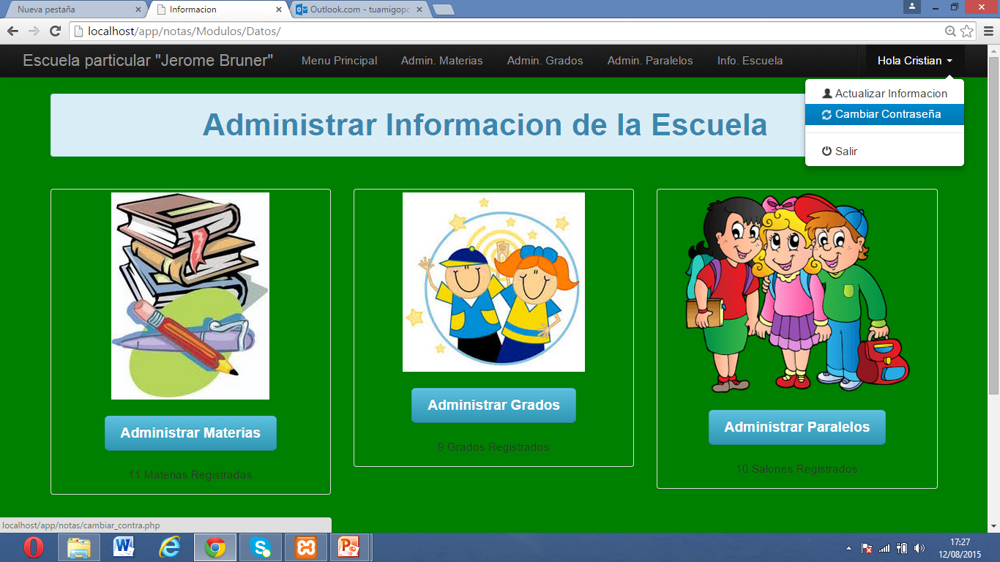 Nueva pestaña
Informacion
Outlook.com - tuamigopc
localhost/app/notas/Modulos/Datos/
Escuela particular "Jerome Bruner" Menu Principal Admin. Materias Admin. Grados Admin. Paralelos Info. Escuela Hola Cristian
Actualizar Informacion
Cambiar Contraseña
Salir
Administrar Informacion de la Escuela
Administrar Materias
11 Materias Registradas
Administrar Grados
9 Grados Registrados
Administrar Paralelos
10 Salones Registrados
localhost/app/notas/cambiar_contra.php
17:27
12/08/2015